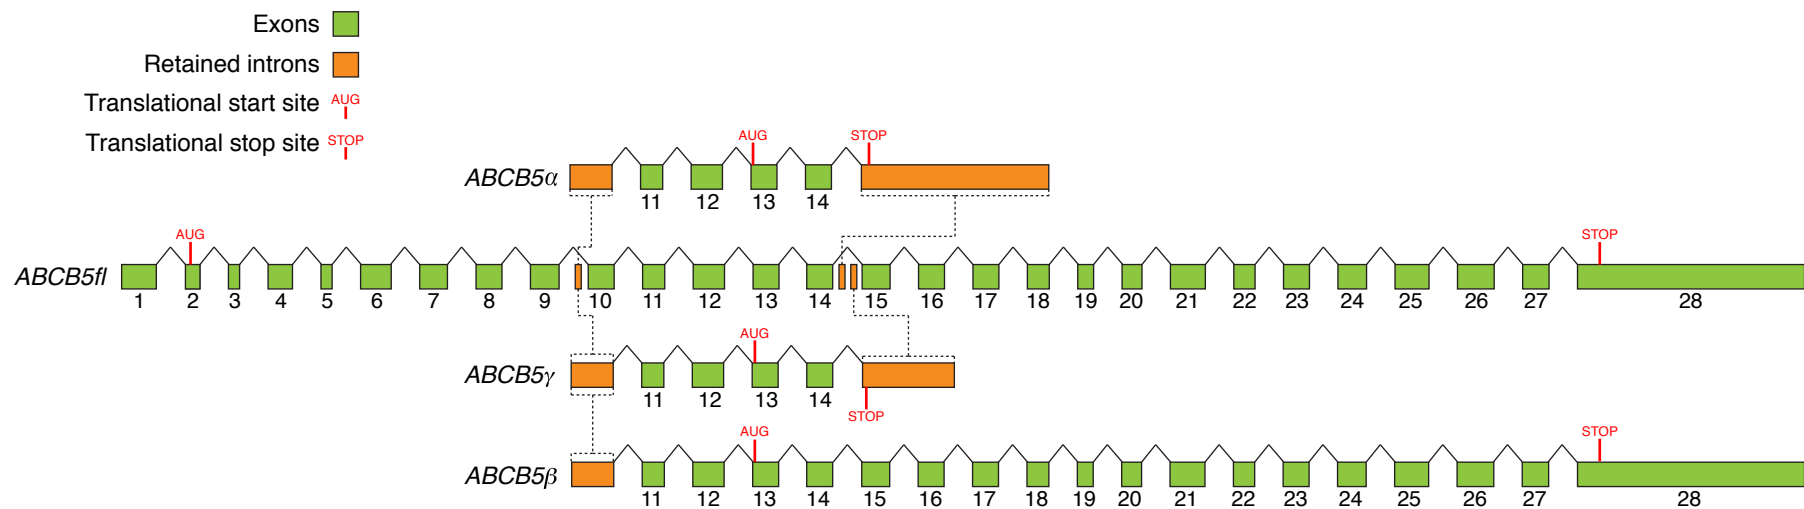 Exons
Retained introns
Translational start site AUG
Translational stop site STOP
AUG STOP
ABCB5α
11 12 13 14
AUG STOP
ABCB5fl
1 2 3 4 5 6 7 8 9 10 11 12 13 14 15 16 17 18 19 20 21 22 23 24 25 26 27 28
AUG
ABCB5γ
11 12 13 14
STOP
AUG STOP
ABCB5β
11 12 13 14 15 16 17 18 19 20 21 22 23 24 25 26 27 28